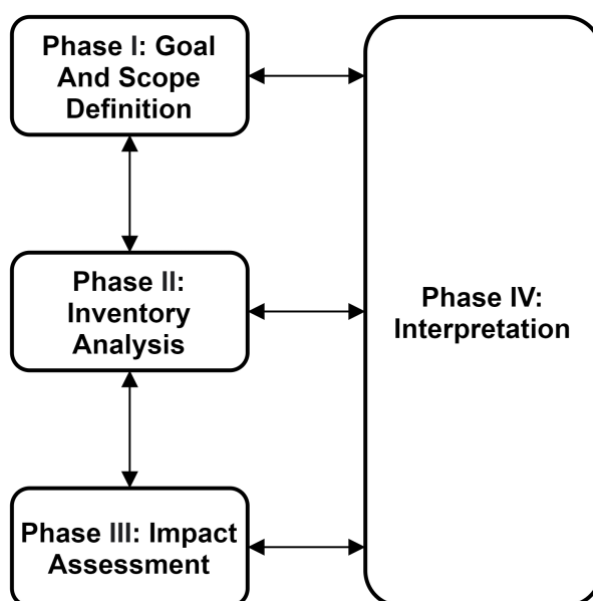 Phase I: Goal
And Scope
Definition
Phase II:
Inventory
Analysis
Phase III: Impact
Assessment
Phase IV:
Interpretation